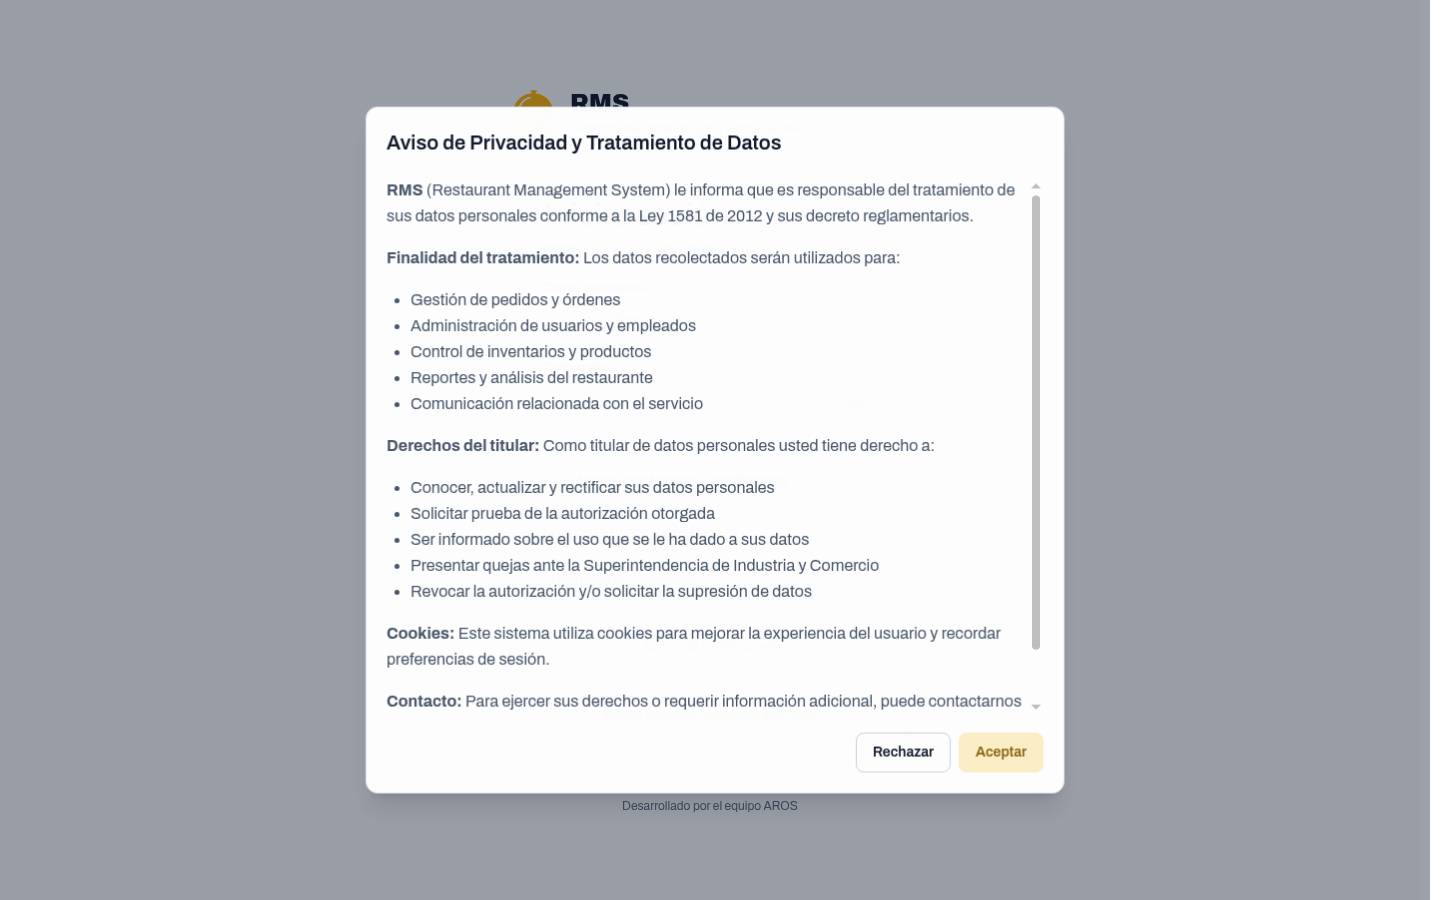 RMS
Aviso de Privacidad y Tratamiento de Datos
RMS (Restaurant Management System) le informa que es responsable del tratamiento de
sus datos personales conforme a la Ley 1581 de 2012 y sus decreto reglamentarios.
Finalidad del tratamiento: Los datos recolectados serán utilizados para:
• Gestión de pedidos y órdenes
• Administración de usuarios y empleados
• Control de inventarios y productos
• Reportes y análisis del restaurante
• Comunicación relacionada con el servicio
Derechos del titular: Como titular de datos personales usted tiene derecho a:
• Conocer, actualizar y rectificar sus datos personales
• Solicitar prueba de la autorización otorgada
• Ser informado sobre el uso que se le ha dado a sus datos
• Presentar quejas ante la Superintendencia de Industria y Comercio
• Revocar la autorización y/o solicitar la supresión de datos
Cookies: Este sistema utiliza cookies para mejorar la experiencia del usuario y recordar
preferencias de sesión.
Contacto: Para ejercer sus derechos o requerir información adicional, puede contactarnos
Rechazar
Aceptar
Desarrollado por el equipo AROS